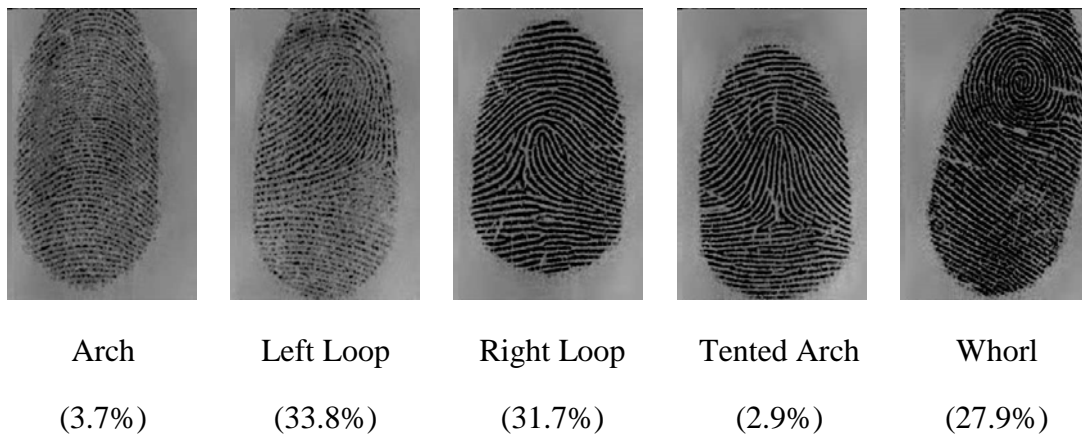 Arch Left Loop Right Loop Tented Arch Whorl
(3.7%) (33.8%) (31.7%) (2.9%) (27.9%)